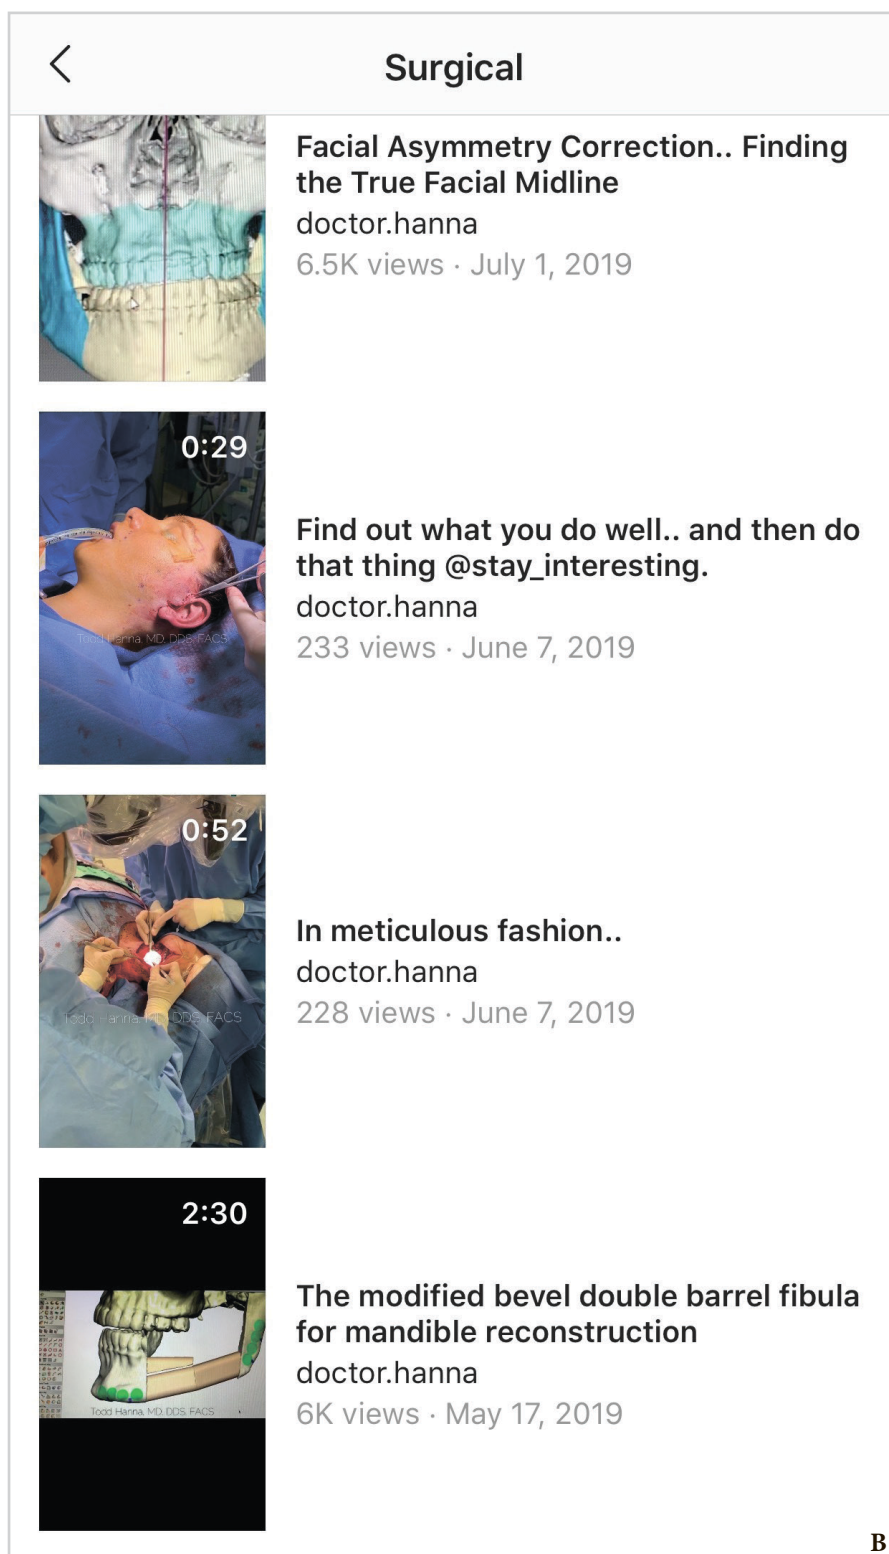 Surgical
Facial Asymmetry Correction.. Finding
the True Facial Midline
doctor.hanna
6.5K views · July 1, 2019
0:29
Find out what you do well.. and then do
that thing @stay_interesting.
doctor.hanna
233 views · June 7, 2019
Todd Hanna, MD, DDS, FACS
0:52
In meticulous fashion..
doctor.hanna
228 views · June 7, 2019
Todd Hanna, MD, DDS, FACS
2:30
The modified bevel double barrel fibula
for mandible reconstruction
doctor.hanna
6K views · May 17, 2019
Todd Hanna, MD, DDS, FACS
B